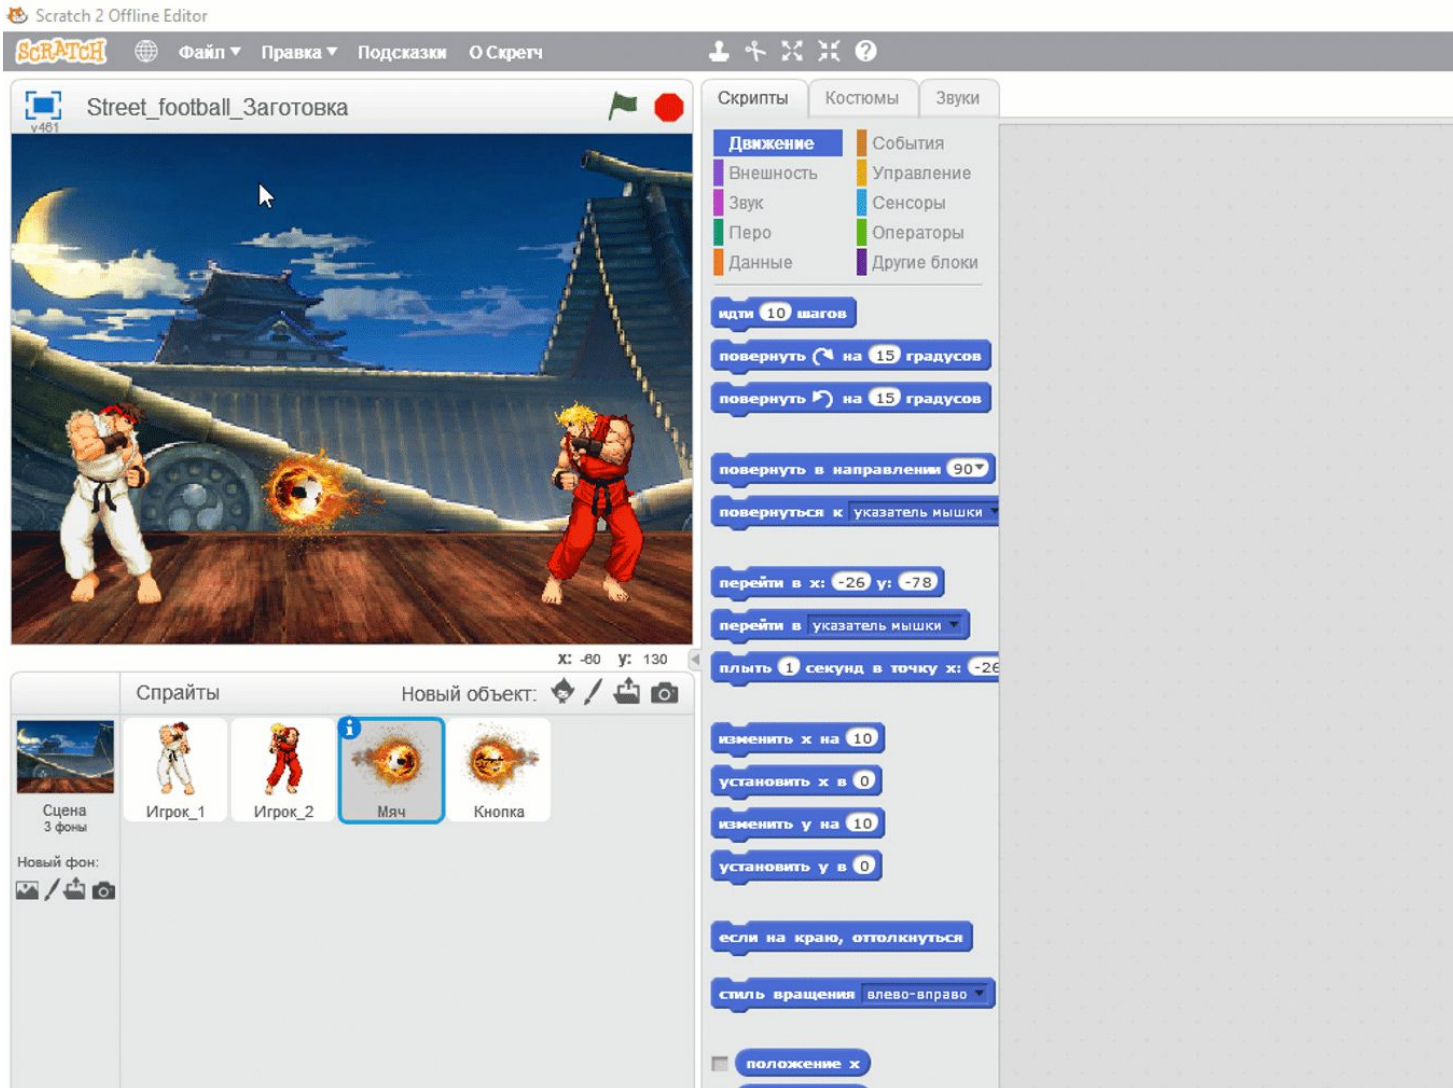 Scratch 2 Offline Editor
SCRATCH Файл Правка Подсказки О Скретч
Street_football_Заготовка
v461
Скрипты Костюмы Звуки
Движение События
Внешность Управление
Звук Сенсоры
Перо Операторы
Данные Другие блоки
идти 10 шагов
повернуть на 15 градусов
повернуть на 15 градусов
повернуть в направлении 90
повернуться к указатель мышки
перейти в x: -26 y: -78
перейти в указатель мышки
плыть 1 секунд в точку x: -26
изменить x на 10
установить x в 0
изменить y на 10
установить y в 0
если на краю, оттолкнуться
стиль вращения влево-вправо
положение x
x: -60 y: 130
Спрайты Новый объект:
Сцена
3 фоны
Новый фон:
Игрок_1 Игрок_2 Мяч Кнопка